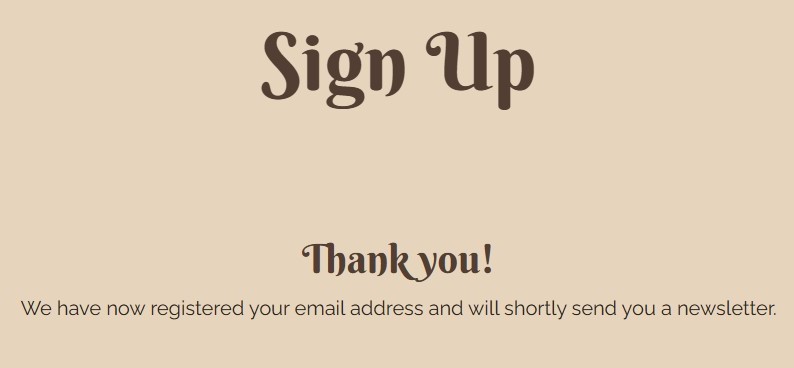 Sign Up
Thank you!
We have now registered your email address and will shortly send you a newsletter.